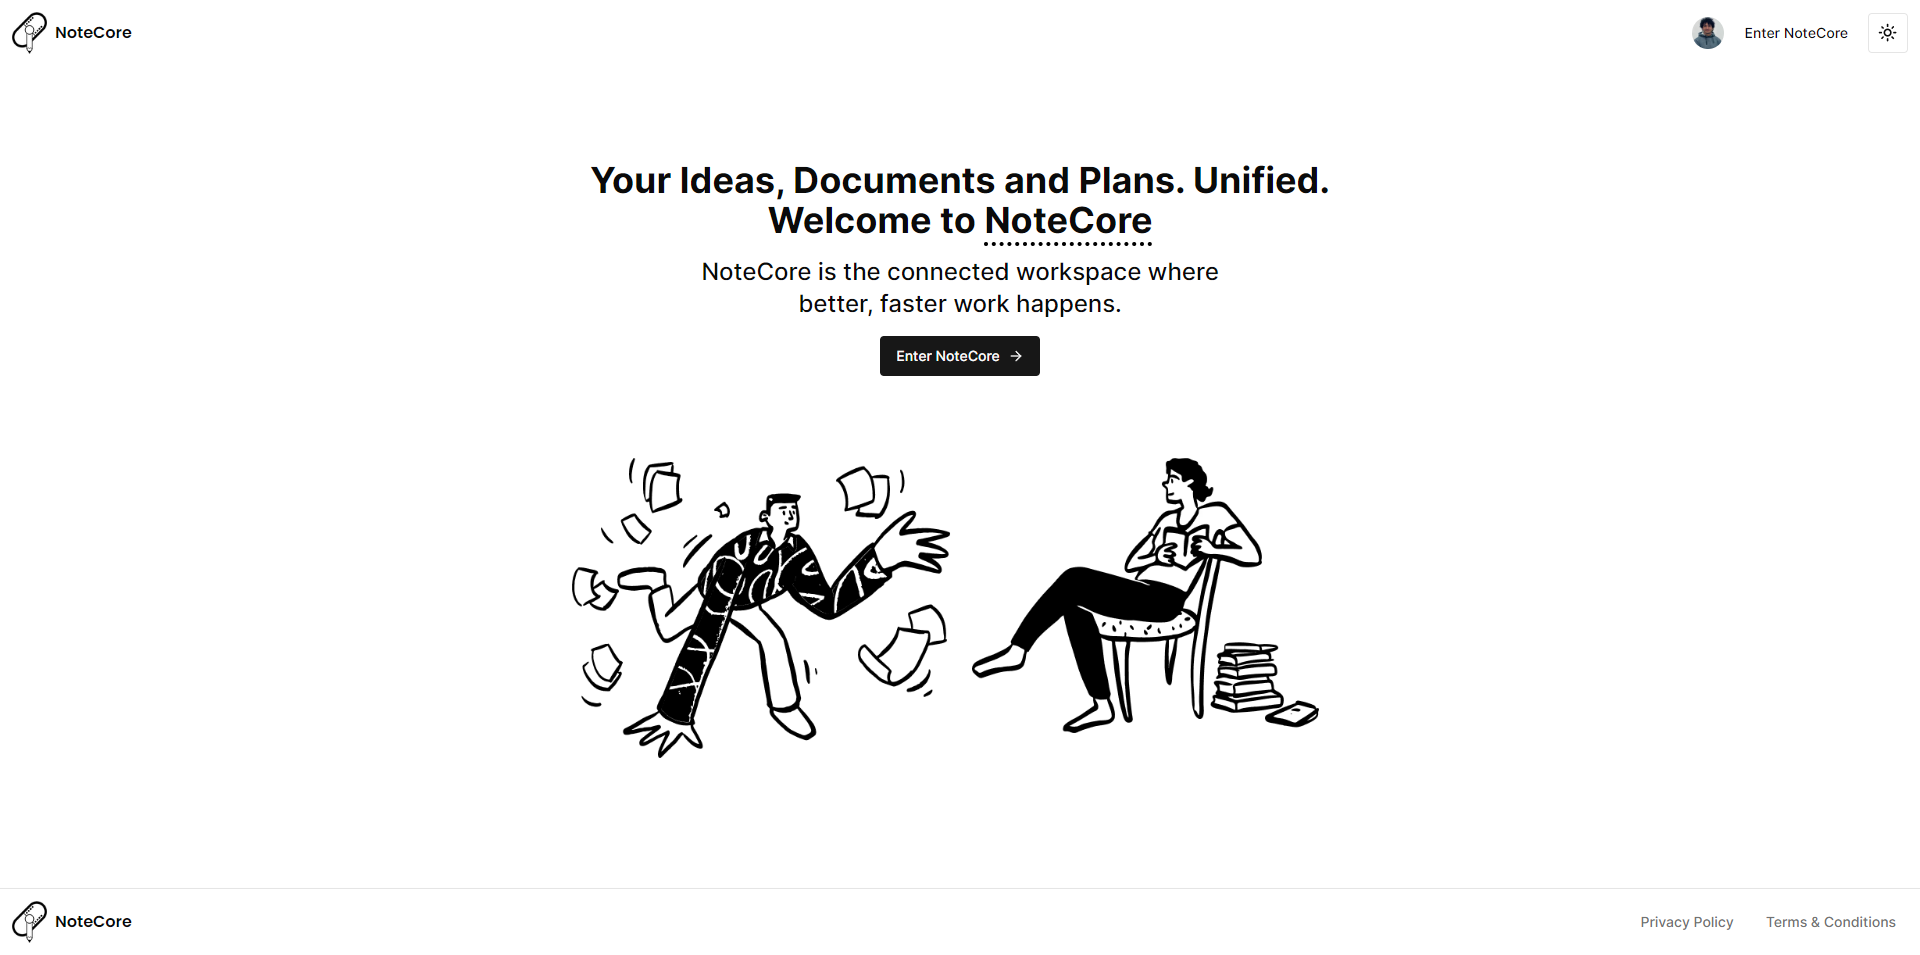 NoteCore
Enter NoteCore
Your Ideas, Documents and Plans. Unified.
Welcome to NoteCore
NoteCore is the connected workspace where
better, faster work happens.
Enter NoteCore
NoteCore
Privacy Policy
Terms & Conditions